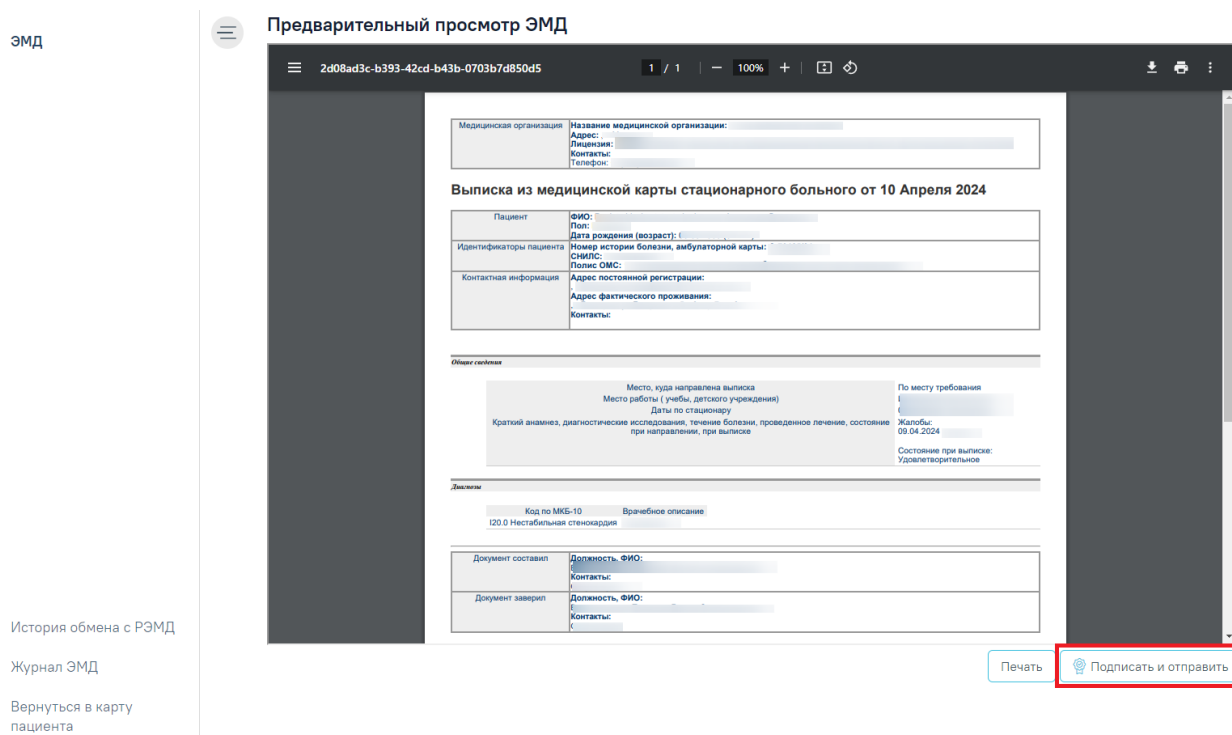 ЭМД
Предварительный просмотр ЭМД
2d08ad3c-b393-42cd-b43b-0703b7d850d5
1 / 1
100%
Медицинская организация
Название медицинской организации:
Адрес:
Лицензия:
Контакты:
Телефон:
Выписка из медицинской карты стационарного больного от 10 Апреля 2024
Пациент
ФИО:
Пол:
Дата рождения (возраст):
Идентификаторы пациента
Номер истории болезни, амбулаторной карты:
СНИЛС:
Полис ОМС:
Контактная информация
Адрес постоянной регистрации:
Адрес фактического проживания:
Контакты:
Общие сведения
Место, куда направлена выписка
По месту требования
Место работы ( учебы, детского учреждения)
Даты по стационару
Краткий анамнез, диагностические исследования, течение болезни, проведенное лечение, состояние
при направлении, при выписке
Жалобы:
09.04.2024
Состояние при выписке:
Удовлетворительное
Диагнозы
Код по МКБ-10 Врачебное описание
I20.0 Нестабильная стенокардия
Документ составил
Должность, ФИО:
Контакты:
Документ заверил
Должность, ФИО:
Контакты:
Печать
Подписать и отправить
История обмена с РЭМД
Журнал ЭМД
Вернуться в карту
пациента